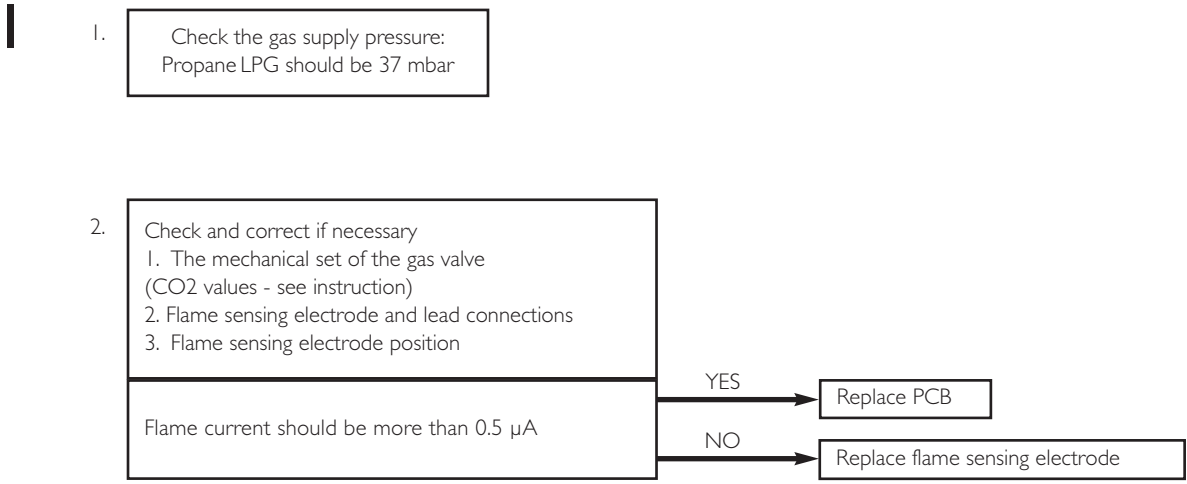 1.
Check the gas supply pressure:
Propane LPG should be 37 mbar
2.
Check and correct if necessary
1. The mechanical set of the gas valve
(CO2 values - see instruction)
2. Flame sensing electrode and lead connections
3. Flame sensing electrode position
Flame current should be more than 0.5 µA
YES
Replace PCB
NO
Replace flame sensing electrode